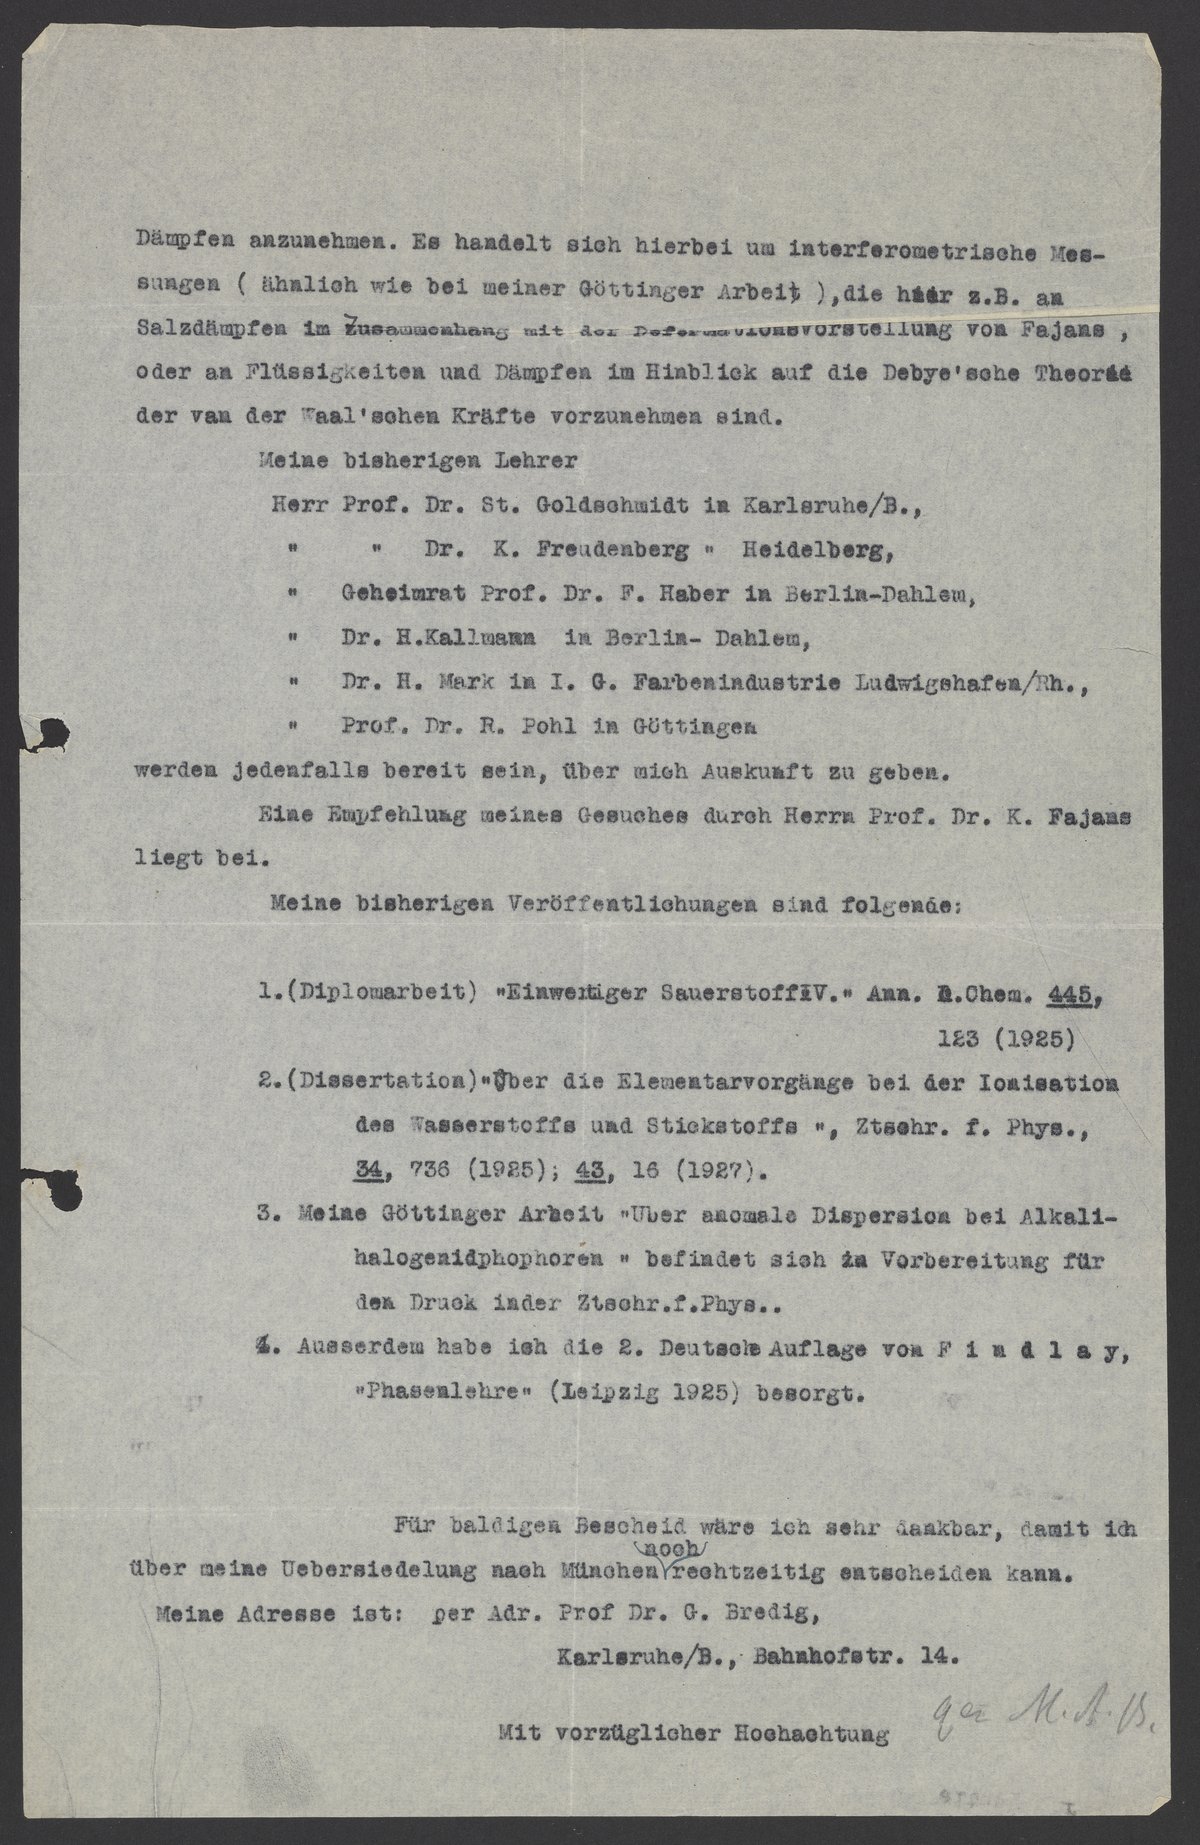 Dämpfen anzunehmen. Es handelt sich hierbei um interferometrische Mes-
sungen ( ähnlich wie bei meiner Göttinger Arbeit ),die hier z.B. an
Salzdämpfen im Zusammenhang mit der Deformationsvorstellung von Fajans ,
oder an Flüssigkeiten und Dämpfen im Hinblick auf die Debye'sche Theorie
der van der Waal'schen Kräfte vorzunehmen sind.
Meine bisherigen Lehrer
Herr Prof. Dr. St. Goldschmidt in Karlsruhe/B.,
" " Dr. K. Freudenberg " Heidelberg,
" Geheimrat Prof. Dr. F. Haber in Berlin-Dahlem,
" Dr. H.Kallmann in Berlin- Dahlem,
" Dr. H. Mark in I. G. Farbenindustrie Ludwigshafen/Rh.,
" Prof. Dr. R. Pohl in Göttingen
werden jedenfalls bereit sein, über mich Auskunft zu geben.
Eine Empfehlung meines Gesuches durch Herrn Prof. Dr. K. Fajans
liegt bei.
Meine bisherigen Veröffentlichungen sind folgende:
1.(Diplomarbeit) "Einwertiger Sauerstoff IV." Ann. d.Chem. 445,
123 (1925)
2.(Dissertation)"Über die Elementarvorgänge bei der Ionisation
des Wasserstoffs und Stickstoffs ", Ztschr. f. Phys.,
34, 736 (1925); 43, 16 (1927).
3. Meine Göttinger Arbeit "Uber anomale Dispersion bei Alkali-
halogenidphophoren " befindet sich in Vorbereitung für
den Druck inder Ztschr.f.Phys..
4. Ausserdem habe ich die 2. Deutsche Auflage von F i n d l a y,
"Phasenlehre" (Leipzig 1925) besorgt.
Für baldigen Bescheid wäre ich sehr dankbar, damit ich
noch
über meine Uebersiedelung nach München rechtzeitig entscheiden kann.
Meine Adresse ist: per Adr. Prof Dr. G. Bredig,
Karlsruhe/B., Bahnhofstr. 14.
Mit vorzüglicher Hochachtung
gez M.A.B.